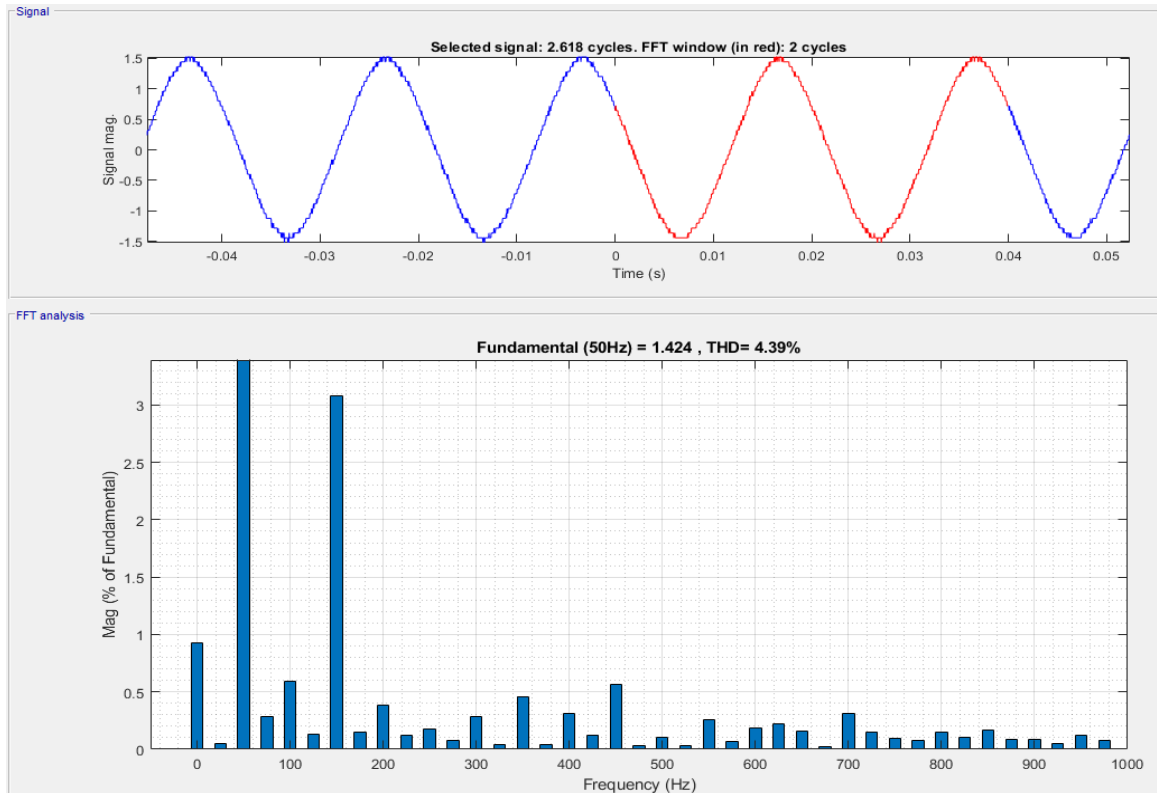 Signal
Selected signal: 2.618 cycles. FFT window (in red): 2 cycles
Signal mag.
1.5
1
0.5
0
-0.5
-1
-1.5
-0.04 -0.03 -0.02 -0.01 0 0.01 0.02 0.03 0.04 0.05
Time (s)
FFT analysis
Fundamental (50Hz) = 1.424 , THD= 4.39%
Mag (% of Fundamental)
3
2.5
2
1.5
1
0.5
0
0 100 200 300 400 500 600 700 800 900 1000
Frequency (Hz)